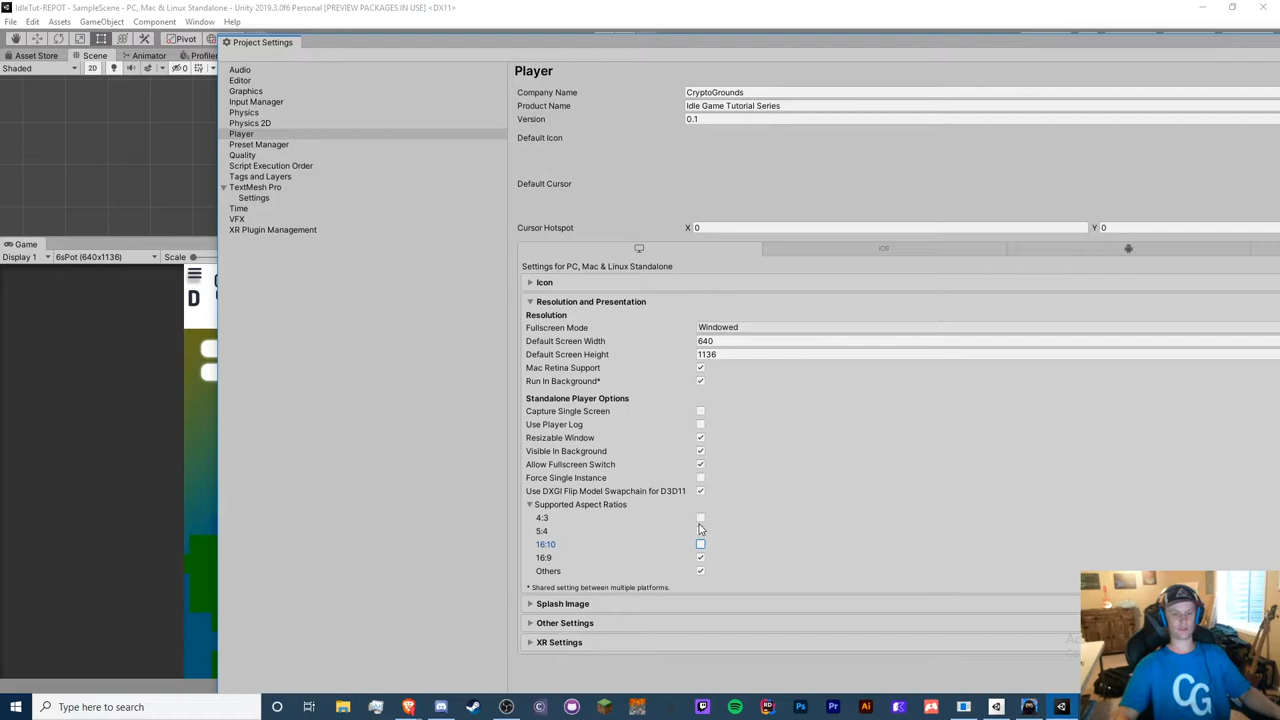 IdleTut-REPOT - SampleScene - PC, Mac & Linux Standalone - Unity 2019.3.0f6 Personal [PREVIEW PACKAGES IN USE] <DX11>
File Edit Assets GameObject Component Window Help
Pivot
Project Settings
Asset Store Scene Animator Profiler
Shaded 2D 0
Audio
Editor
Graphics
Input Manager
Physics
Physics 2D
Player
Preset Manager
Quality
Script Execution Order
Tags and Layers
TextMesh Pro
Settings
Time
VFX
XR Plugin Management
Game
Display 1 6sPot (640x1136) Scale
D
Player
Company Name CryptoGrounds
Product Name Idle Game Tutorial Series
Version 0.1
Default Icon
Default Cursor
Cursor Hotspot X 0 Y 0
iOS
Settings for PC, Mac & Linux Standalone
Icon
Resolution and Presentation
Resolution
Fullscreen Mode Windowed
Default Screen Width 640
Default Screen Height 1136
Mac Retina Support
Run In Background*
Standalone Player Options
Capture Single Screen
Use Player Log
Resizable Window
Visible In Background
Allow Fullscreen Switch
Force Single Instance
Use DXGI Flip Model Swapchain for D3D11
Supported Aspect Ratios
4:3
5:4
16:10
16:9
Others
* Shared setting between multiple platforms.
Splash Image
Other Settings
XR Settings
CG
Type here to search